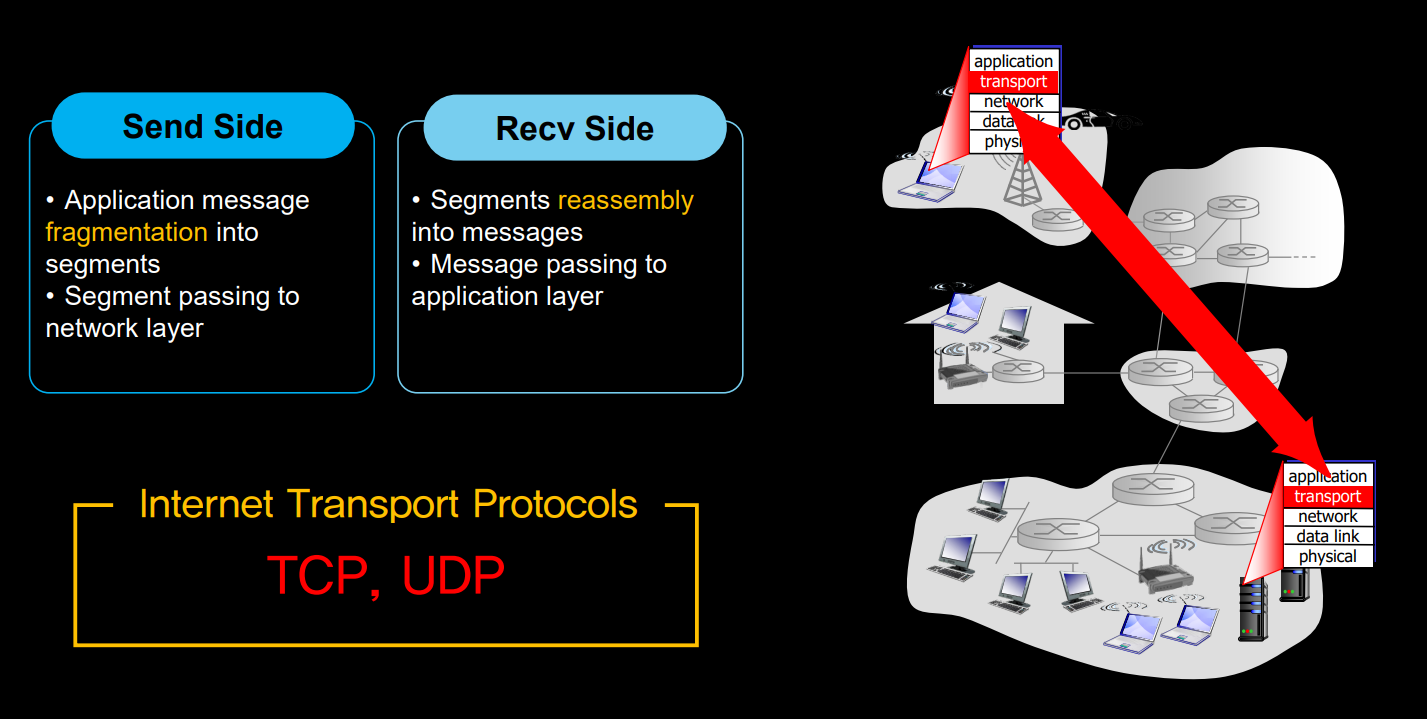 Send Side
• Application message
fragmentation into
segments
• Segment passing to
network layer
Recv Side
• Segments reassembly
into messages
• Message passing to
application layer
Internet Transport Protocols
TCP, UDP
application
transport
network
data link
physical
application
transport
network
data link
physical